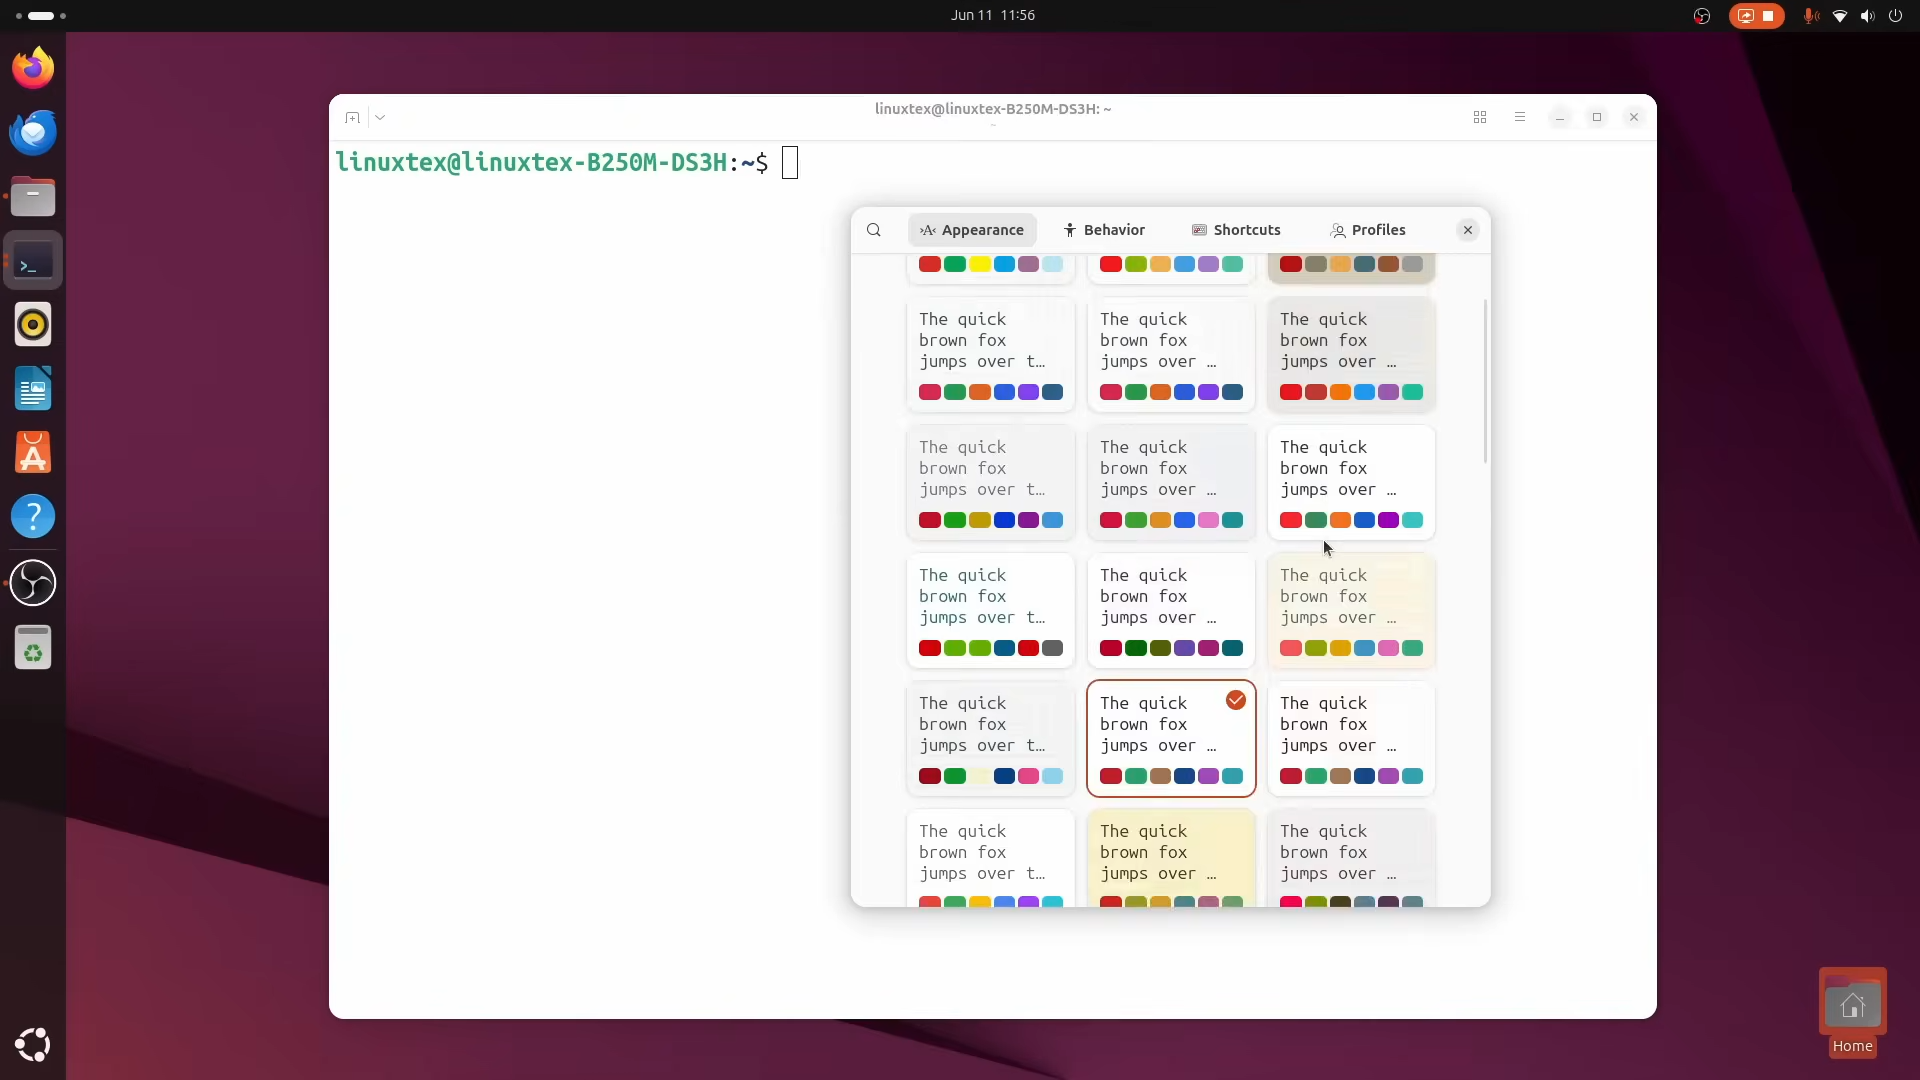 Jun 11 11:56
linuxtex@linuxtex-B250M-DS3H: ~
~
linuxtex@linuxtex-B250M-DS3H:~$
Appearance
Behavior
Shortcuts
Profiles
The quick
brown fox
jumps over t…
The quick
brown fox
jumps over …
The quick
brown fox
jumps over …
The quick
brown fox
jumps over t…
The quick
brown fox
jumps over …
The quick
brown fox
jumps over …
The quick
brown fox
jumps over t…
The quick
brown fox
jumps over …
The quick
brown fox
jumps over …
The quick
brown fox
jumps over t…
The quick
brown fox
jumps over …
The quick
brown fox
jumps over …
The quick
brown fox
jumps over t…
The quick
brown fox
jumps over …
The quick
brown fox
jumps over …
Home